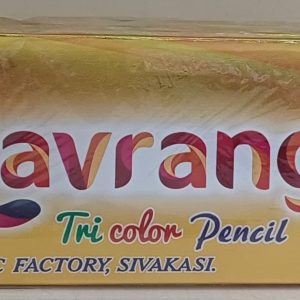 avrang
Tri color Pencil
C FACTORY, SIVAKASI.